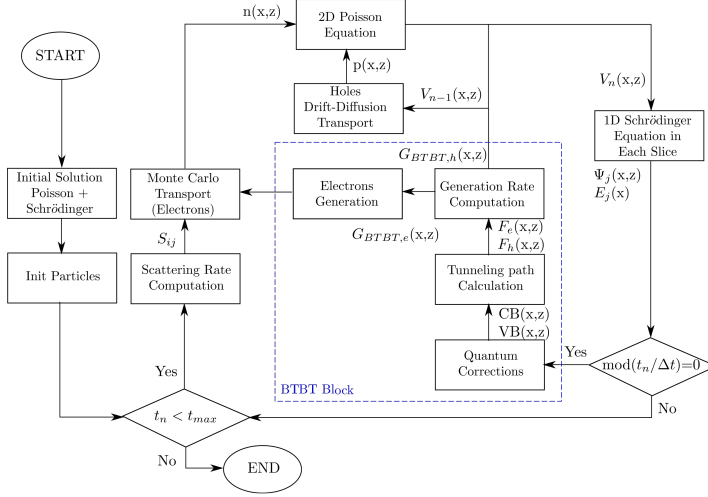 n(x,z)
2D Poisson
Equation
START
p(x,z)
V_{n−1}(x,z)
V_n(x,z)
Holes
Drift-Diffusion
Transport
1D Schrödinger
Equation in
Each Slice
G_{BTBT,h}(x,z)
Ψ_j(x,z)
E_j(x)
Initial Solution
Poisson +
Schrödinger
Monte Carlo
Transport
(Electrons)
Electrons
Generation
Generation Rate
Computation
G_{BTBT,e}(x,z)
F_e(x,z)
F_h(x,z)
S_{ij}
Init Particles
Scattering Rate
Computation
Tunneling path
Calculation
CB(x,z)
VB(x,z)
Quantum
Corrections
Yes
mod(t_n/Δt)=0
Yes
BTBT Block
No
t_n < t_{max}
No
END